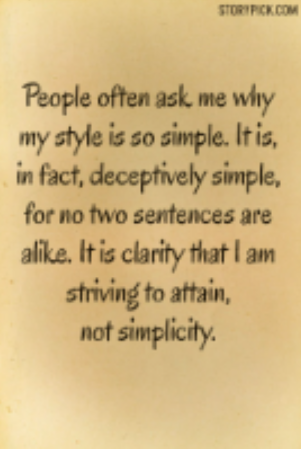 STORYPICK.COM
People often ask me why
my style is so simple. It is,
in fact, deceptively simple,
for no two sentences are
alike. It is clarity that I am
striving to attain,
not simplicity.